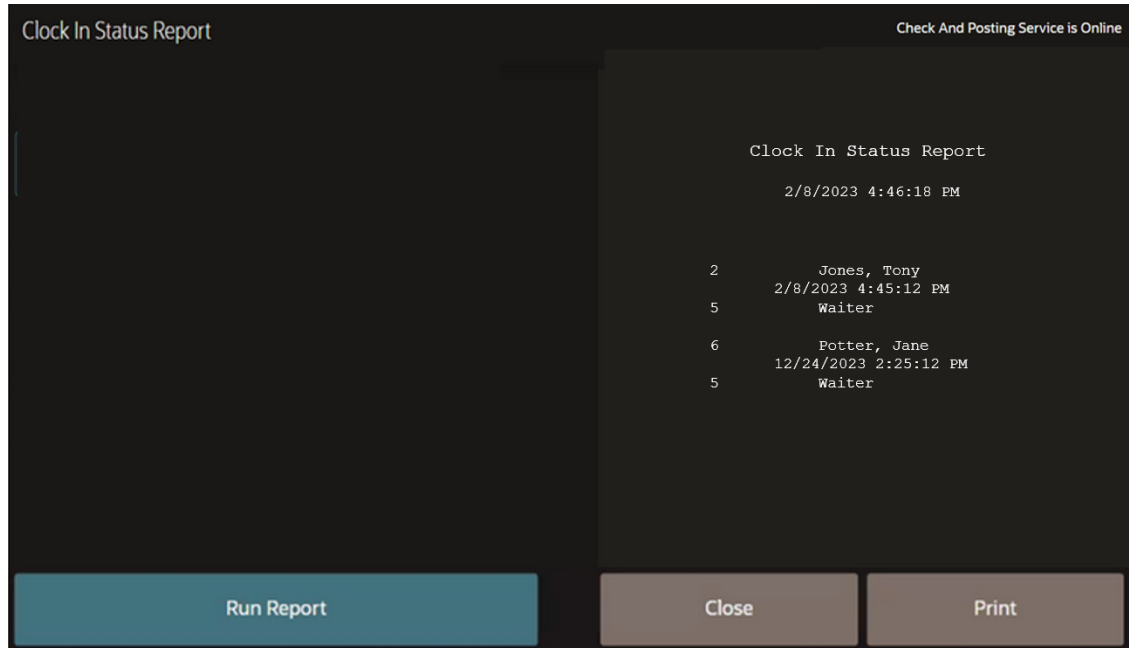 Clock In Status Report
Check And Posting Service is Online
Clock In Status Report
2/8/2023 4:46:18 PM
2 Jones, Tony
2/8/2023 4:45:12 PM
5 Waiter
6 Potter, Jane
12/24/2023 2:25:12 PM
5 Waiter
Run Report
Close
Print